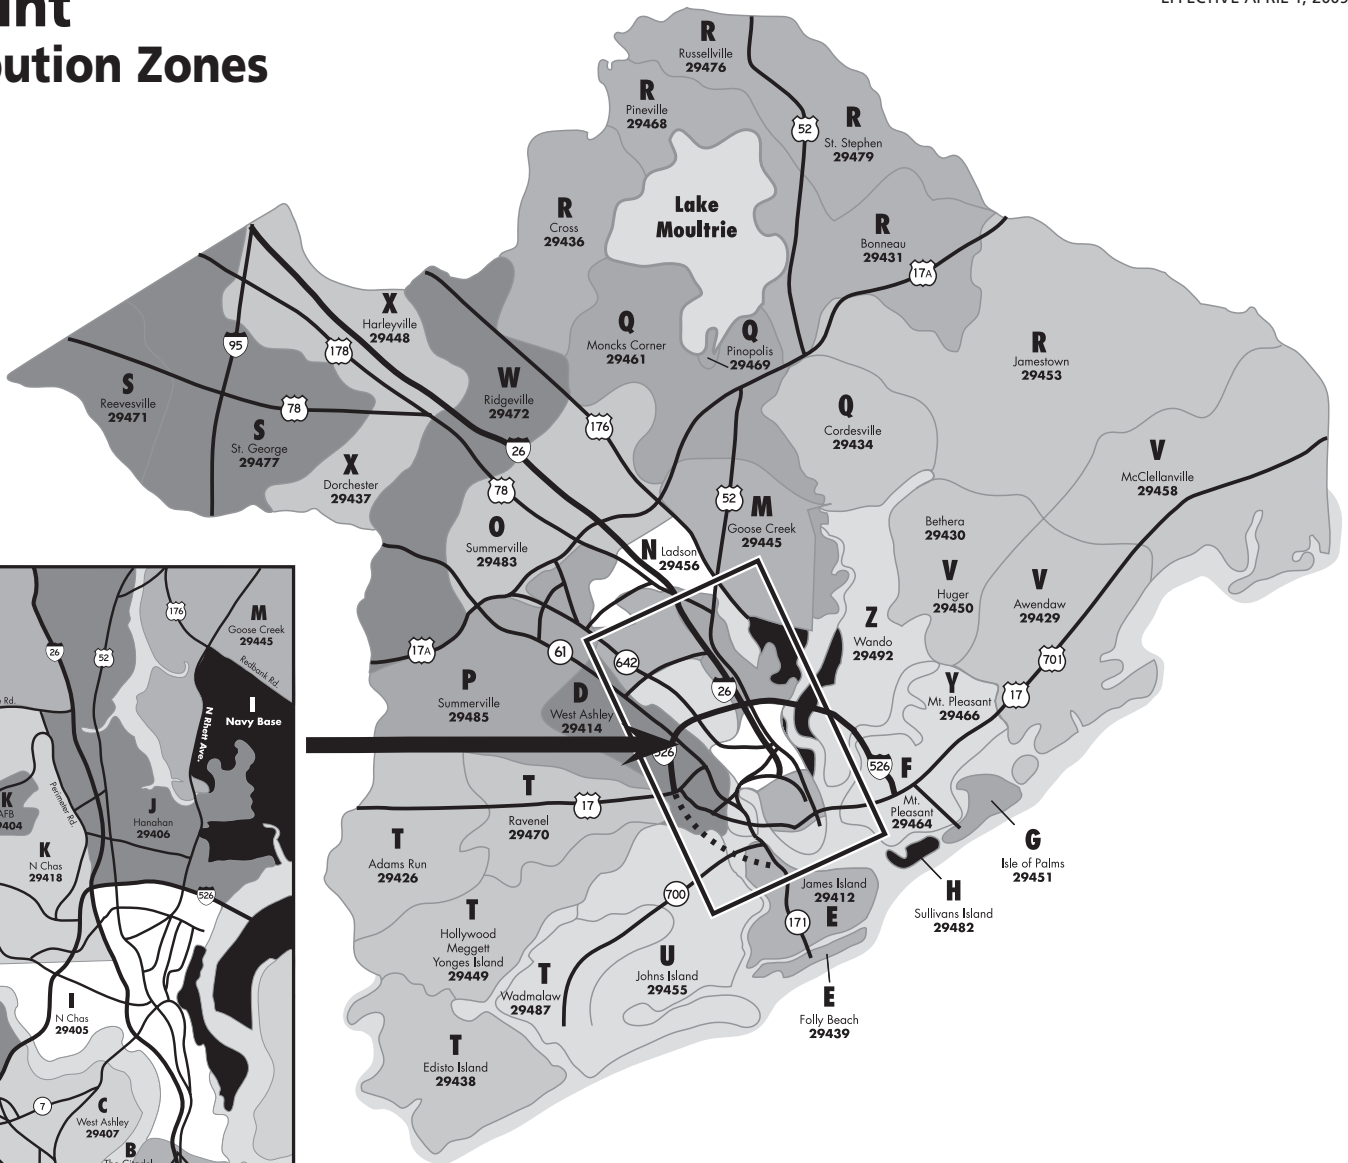 Zones
R
Russellville
29476
R
Pineville
29468
52
R
St. Stephen
29479
Lake
Moultrie
R
Cross
29436
R
Bonneau
29431
17A
X
Harleyville
29448
95
178
Q
Moncks Corner
29461
Q
Pinopolis
29469
R
Jamestown
29453
S
Reevesville
29471
78
W
Ridgeville
29472
176
Q
Cordesville
29434
S
St. George
29477
26
X
Dorchester
29437
78
52
V
McClellanville
29458
M
Goose Creek
29445
O
Summerville
29483
N Ladson
29456
Bethera
29430
V
Huger
29450
V
Awendaw
29429
Z
Wando
29492
17A
61
642
701
P
Summerville
29485
D
West Ashley
29414
26
Y
Mt. Pleasant
29466
17
526
526
F
Mt.
Pleasant
29464
T
Ravenel
29470
17
T
Adams Run
29426
G
Isle of Palms
29451
H
Sullivans Island
29482
700
James Island
29412
E
171
T
Hollywood
Meggett
Yonges Island
29449
T
Wadmalaw
29487
U
Johns Island
29455
E
Folly Beach
29439
T
Edisto Island
29438
176
M
Goose Creek
29445
26
52
Redbank Rd.
I
Navy Base
N Rhett Ave.
Rd.
Perimeter Rd.
K
AFB
J
Hanahan
29406
K
N Chas
29418
526
I
N Chas
29405
7
C
West Ashley
29407
B
The Citadel